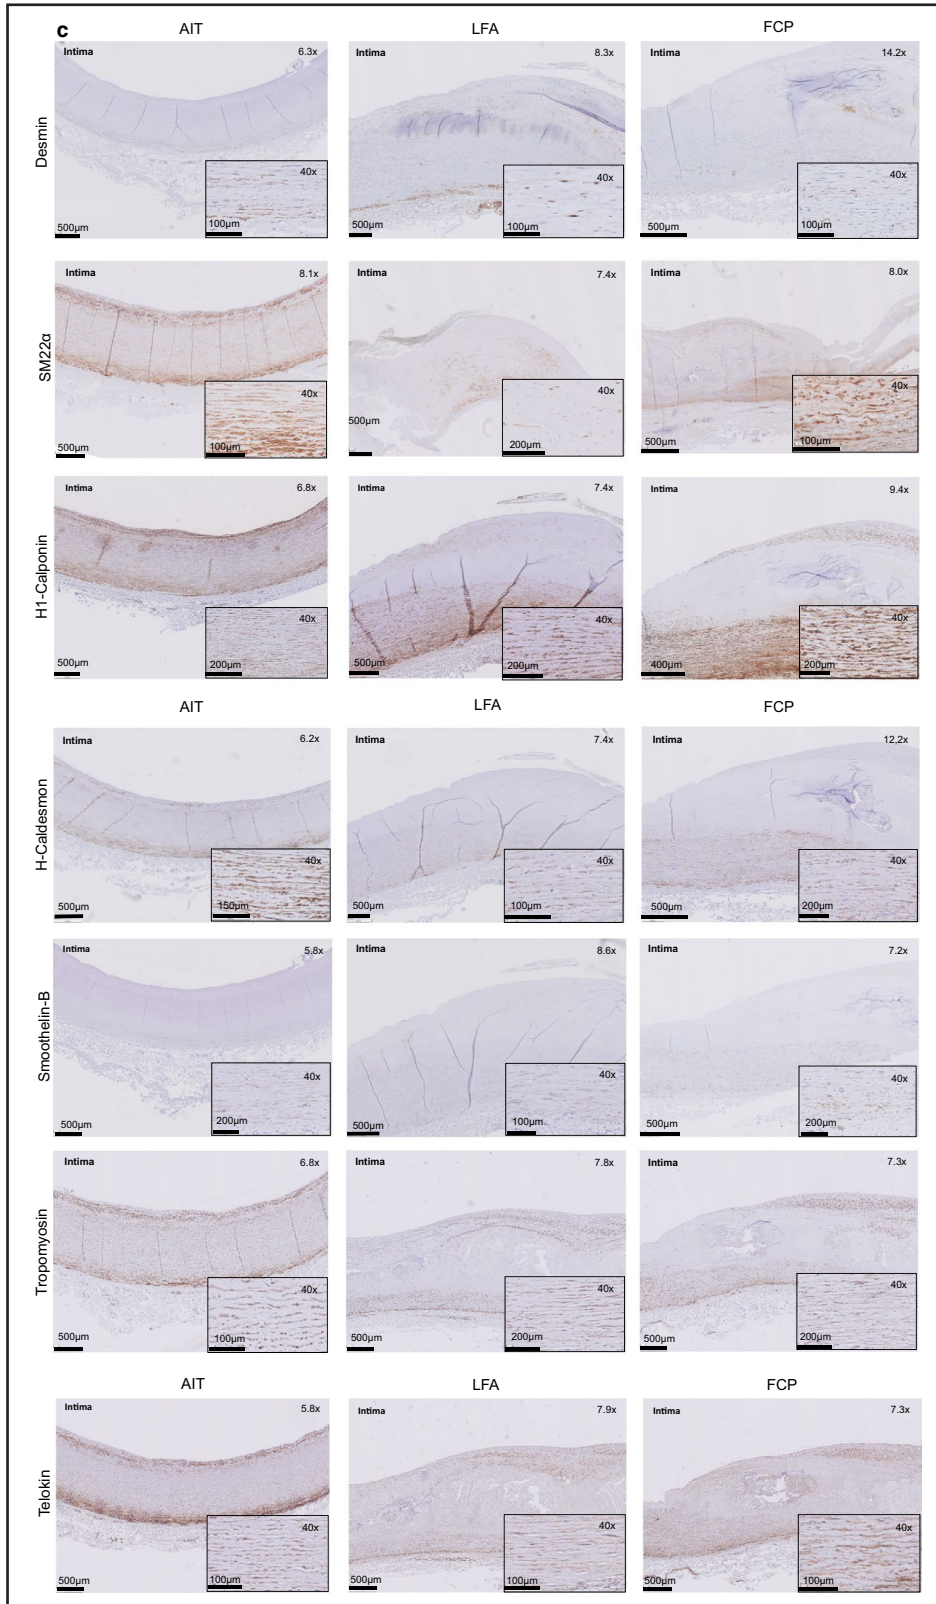 c
AIT LFA FCP
Desmin
Intima 6.3x
40x
100µm
500µm
Intima 8.3x
40x
500µm 100µm
Intima 14.2x
40x
500µm 100µm
SM22α
Intima 8.1x
40x
500µm 100µm
Intima 7.4x
40x
500µm
200µm
Intima 8.0x
40x
500µm 100µm
H1-Calponin
Intima 6.8x
40x
500µm 200µm
Intima 7.4x
40x
500µm 200µm
Intima 9.4x
40x
400µm 200µm
AIT LFA FCP
H-Caldesmon
Intima 6.2x
40x
500µm 150µm
Intima 7.4x
40x
500µm 100µm
Intima 12,2x
40x
500µm 200µm
Smoothelin-B
Intima 5.8x
40x
500µm 200µm
Intima 8.6x
40x
500µm 100µm
Intima 7.2x
40x
500µm 200µm
Tropomyosin
Intima 6.8x
40x
500µm 100µm
Intima 7.8x
40x
500µm 200µm
Intima 7.3x
40x
500µm 200µm
AIT LFA FCP
Telokin
Intima 5.8x
40x
500µm 100µm
Intima 7.9x
40x
500µm 100µm
Intima 7.3x
40x
500µm 100µm